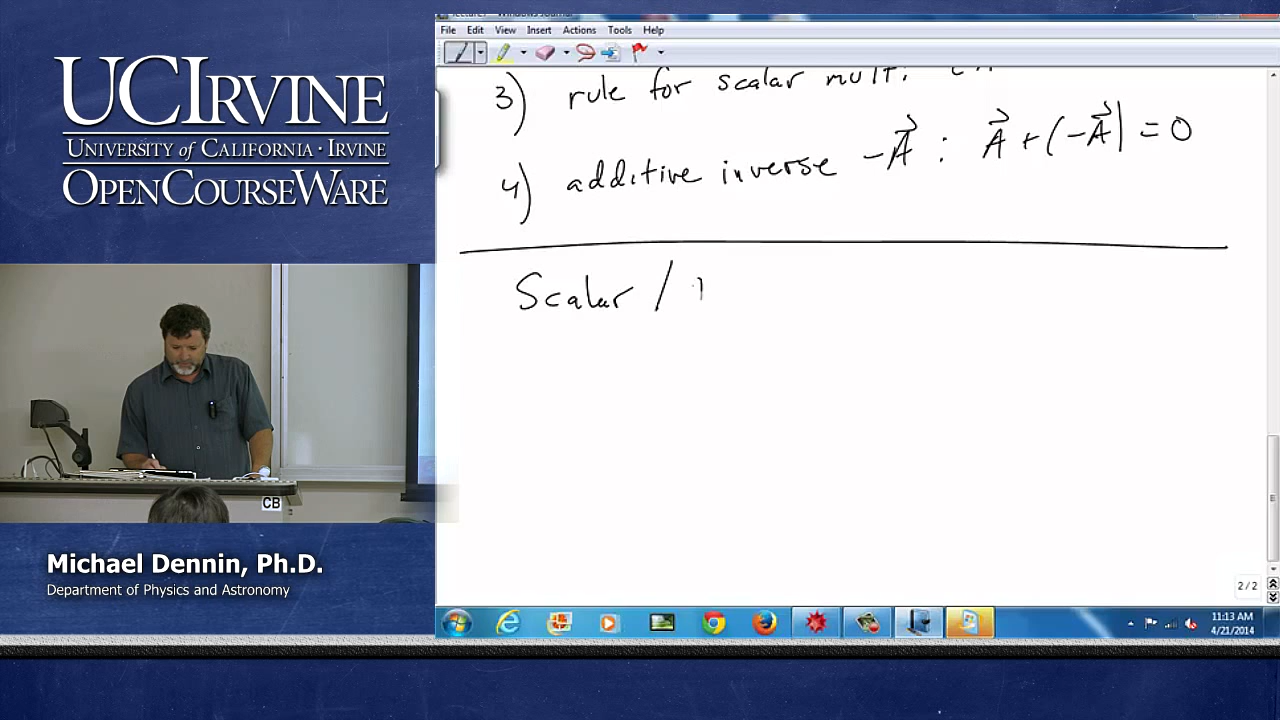 UCIRVINE
UNIVERSITY of CALIFORNIA · IRVINE
OPENCOURSEWARE
File Edit View Insert Actions Tools Help
3) rule for scalar mult:
4) additive inverse -A⃗ : A⃗ + (-A⃗) = 0
Scalar /
CB
Michael Dennin, Ph.D.
Department of Physics and Astronomy
2 / 2
11:13 AM
4/21/2014